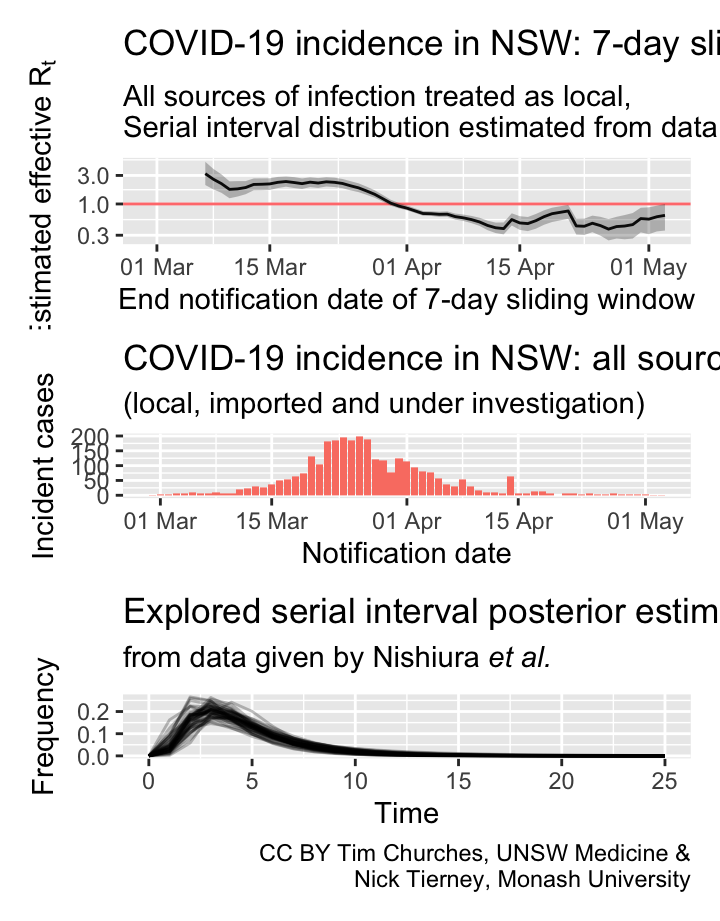 COVID-19 incidence in NSW: 7-day sli
All sources of infection treated as local,
Serial interval distribution estimated from data
stimated effective Rt
3.0
1.0
0.3
01 Mar 15 Mar 01 Apr 15 Apr 01 May
End notification date of 7-day sliding window
COVID-19 incidence in NSW: all sourc
(local, imported and under investigation)
Incident cases
200
150
100
50
0
01 Mar 15 Mar 01 Apr 15 Apr 01 May
Notification date
Explored serial interval posterior estim
from data given by Nishiura et al.
Frequency
0.2
0.1
0.0
0 5 10 15 20 25
Time
CC BY Tim Churches, UNSW Medicine &
Nick Tierney, Monash University